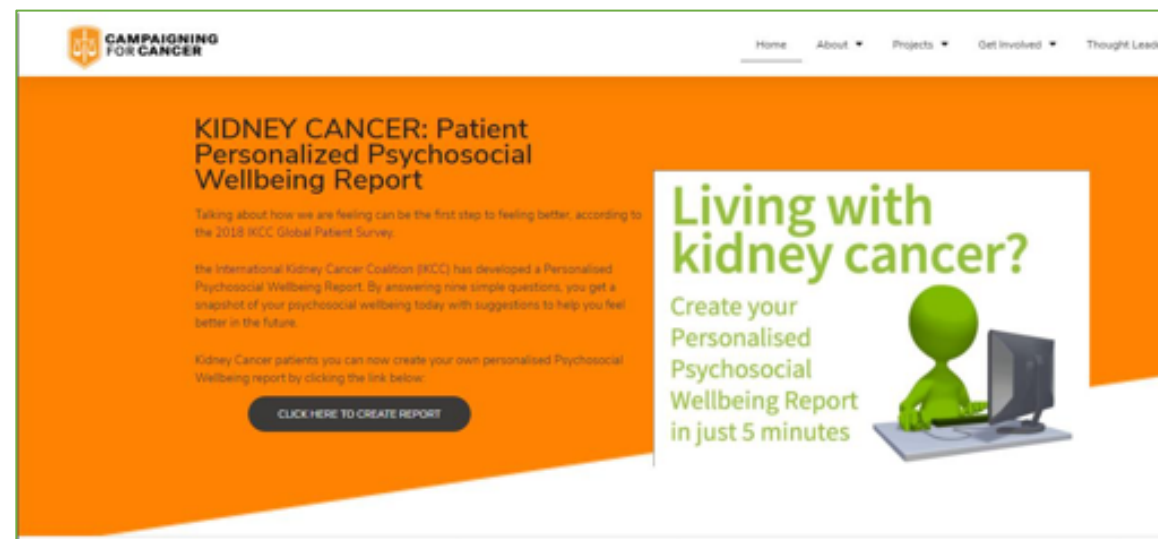 CAMPAIGNING
FOR CANCER
Home About Projects Get Involved Thought Lead
KIDNEY CANCER: Patient
Personalized Psychosocial
Wellbeing Report
Talking about how we are feeling can be the first step to feeling better, according to
the 2018 IKCC Global Patient Survey.
the International Kidney Cancer Coalition (IKCC) has developed a Personalised
Psychosocial Wellbeing Report. By answering nine simple questions, you get a
snapshot of your psychosocial wellbeing today with suggestions to help you feel
better in the future.
Kidney Cancer patients you can now create your own personalised Psychosocial
Wellbeing report by clicking the link below:
CLICK HERE TO CREATE REPORT
Living with
kidney cancer?
Create your
Personalised
Psychosocial
Wellbeing Report
in just 5 minutes